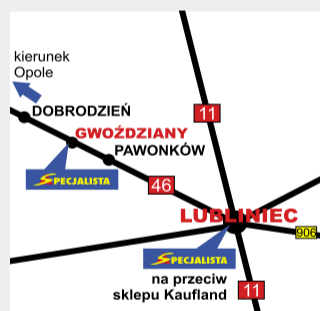 kierunek
Opole
DOBRODZIEŃ
11
GWOŹDZIANY
PAWONKÓW
SPECJALISTA
46
LUBLINIEC
906
SPECJALISTA
na przeciw
sklepu Kaufland
11